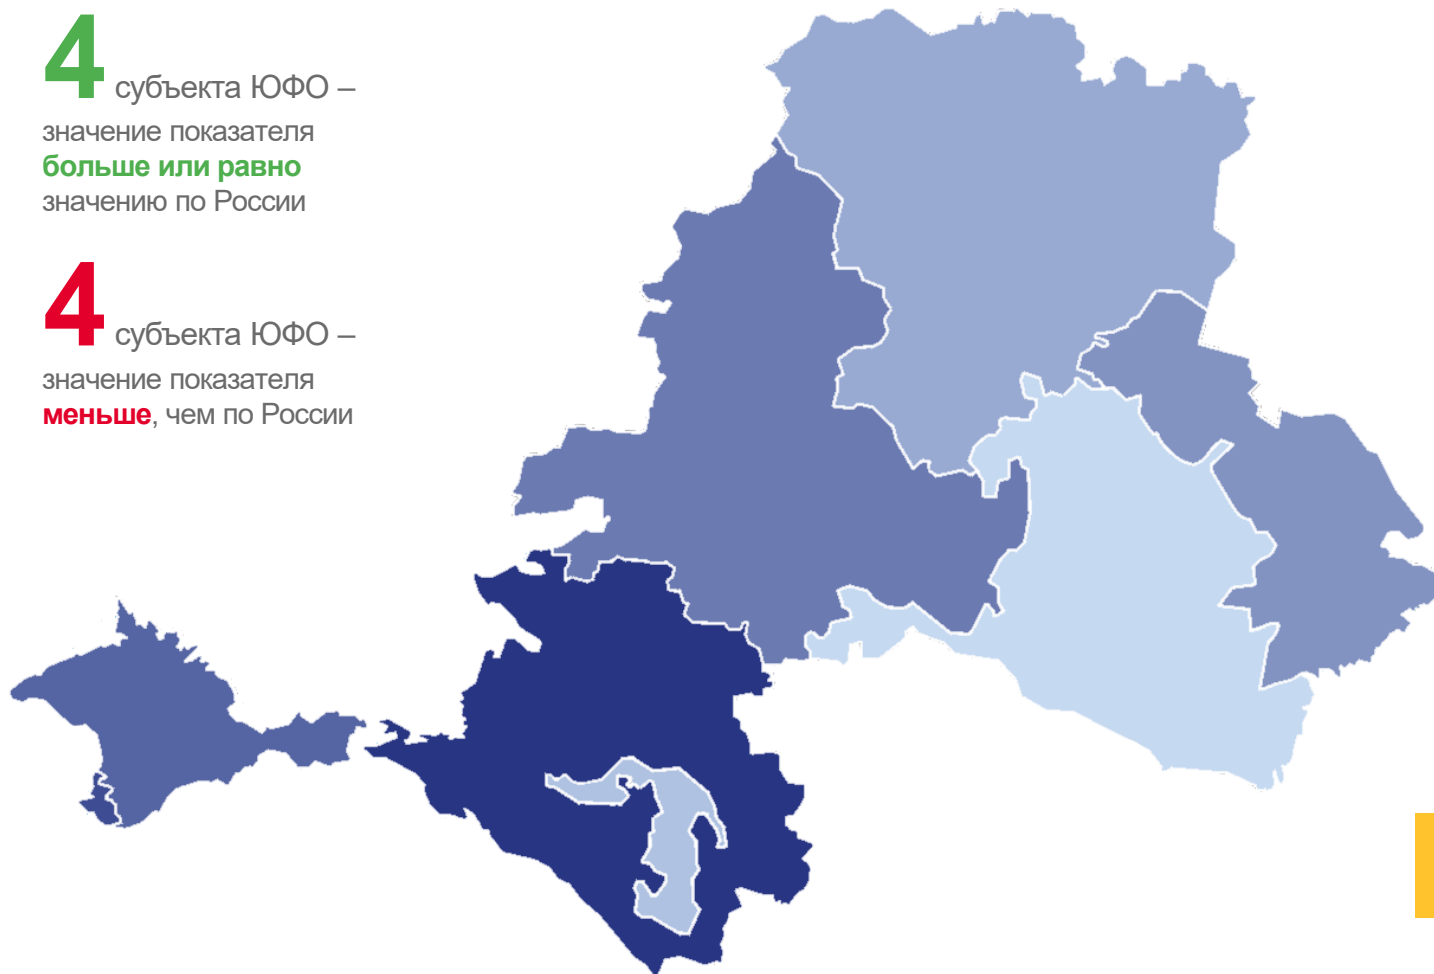 4 субъекта ЮФО –
значение показателя
больше или равно
значению по России
4 субъекта ЮФО –
значение показателя
меньше, чем по России